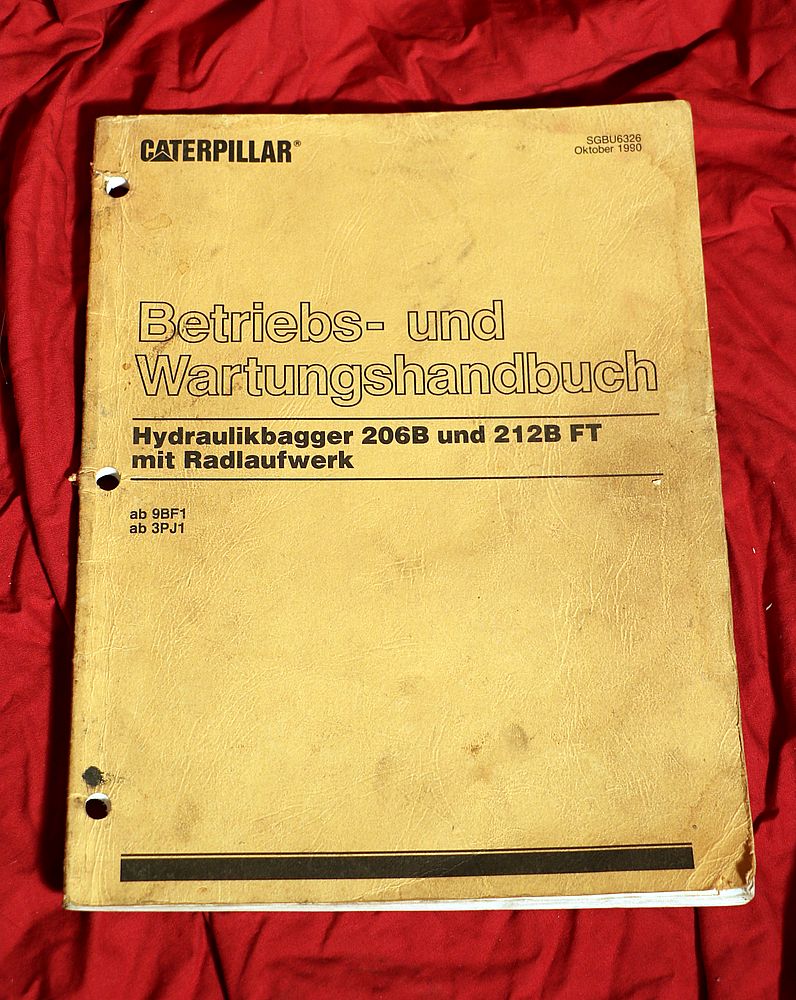 CATERPILLAR®
SGBU6326
Oktober 1990
Betriebs- und
Wartungshandbuch
Hydraulikbagger 206B und 212B FT
mit Radlaufwerk
ab 9BF1
ab 3PJ1